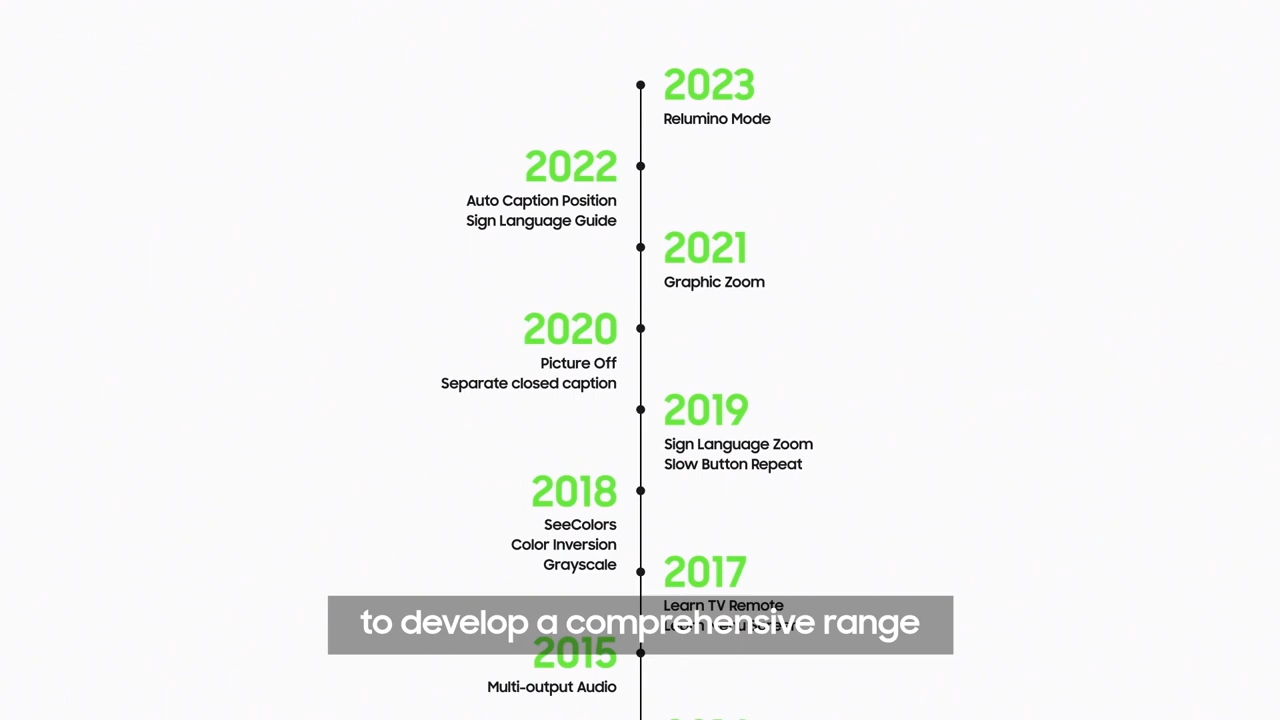 2023
Relumino Mode
2022
Auto Caption Position
Sign Language Guide
2021
Graphic Zoom
2020
Picture Off
Separate closed caption
2019
Sign Language Zoom
Slow Button Repeat
2018
SeeColors
Color Inversion
Grayscale
2017
Learn TV Remote
to develop a comprehensive range
2015
Multi-output Audio